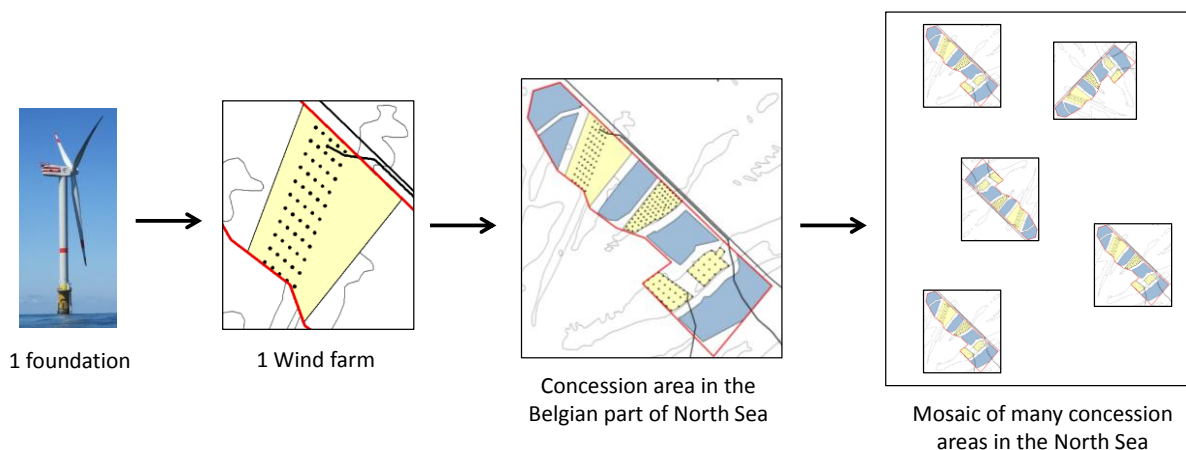 1 foundation
1 Wind farm
Concession area in the
Belgian part of North Sea
Mosaic of many concession
areas in the North Sea